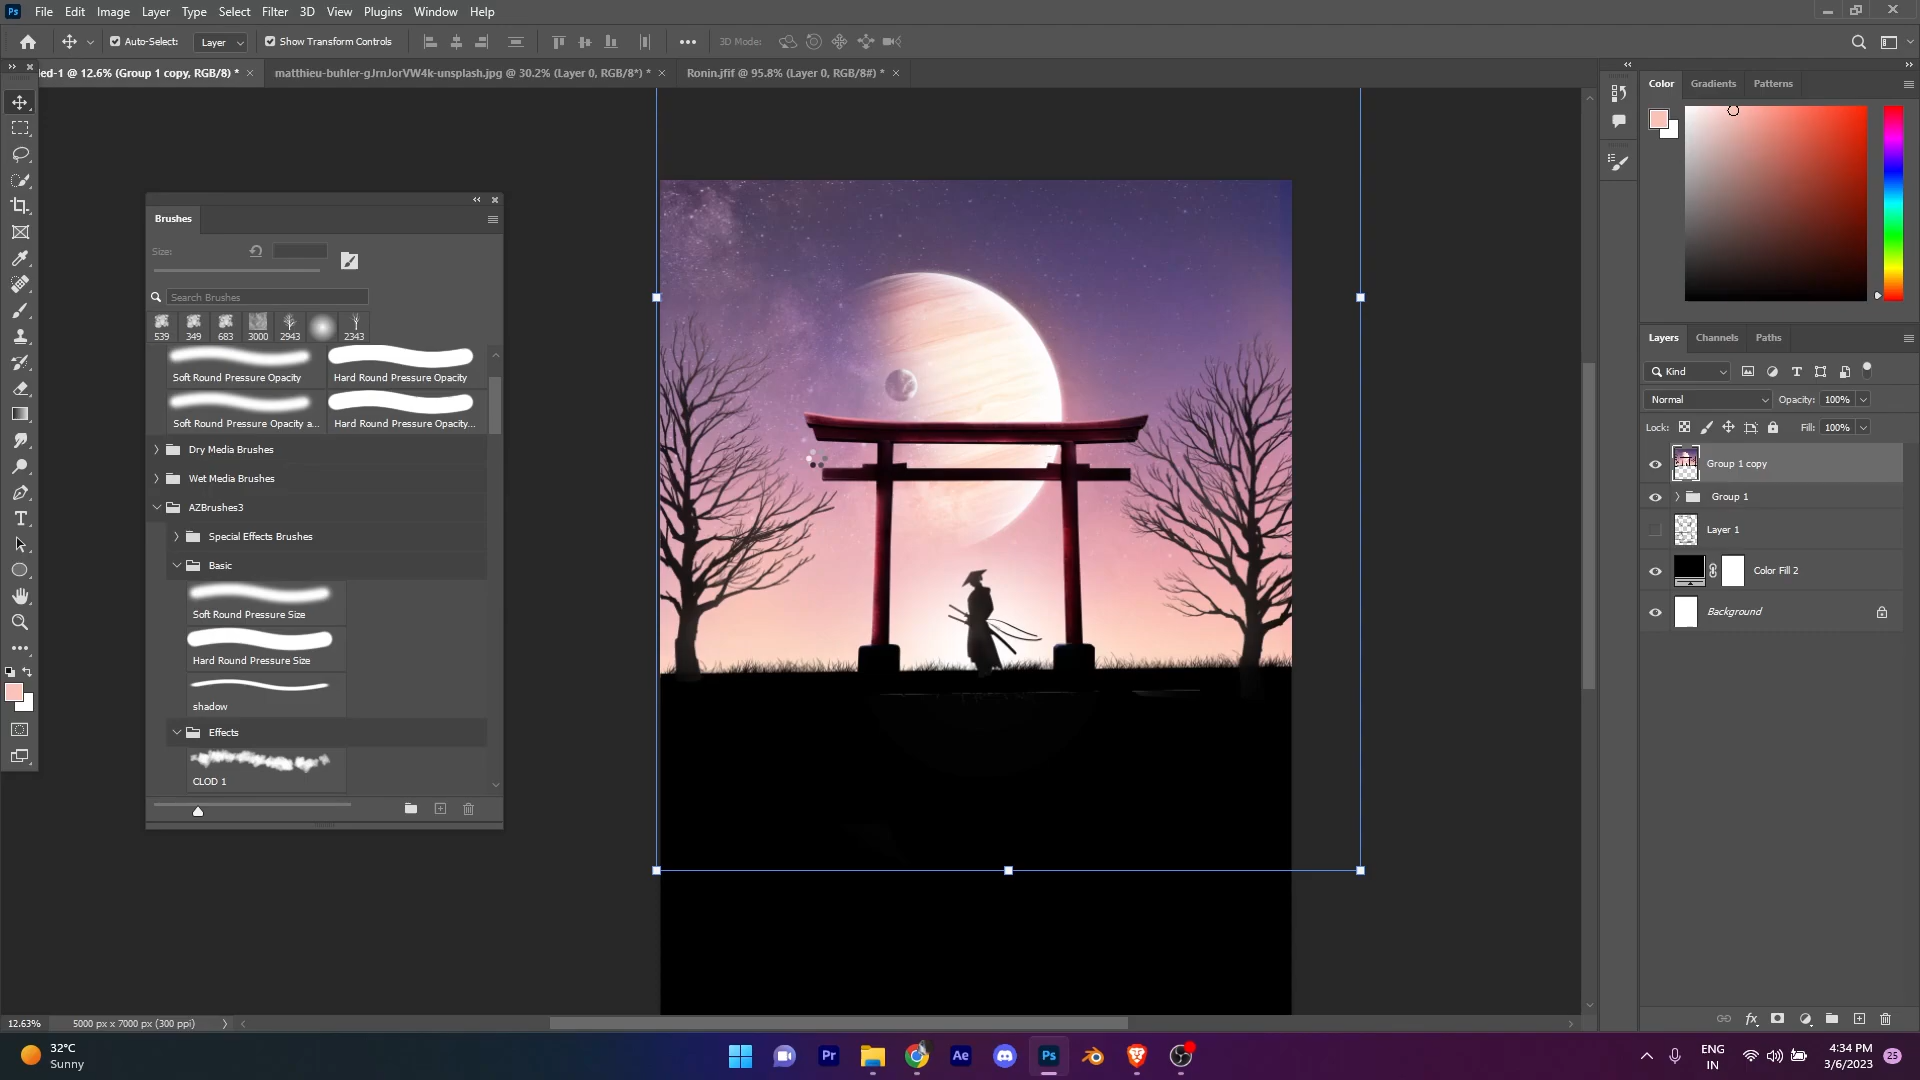 Ps File Edit Image Layer Type Select Filter 3D View Plugins Window Help
Auto-Select: Layer Show Transform Controls 3D Mode:
ed-1 @ 12.6% (Group 1 copy, RGB/8) *
matthieu-buhler-gJrnJorVW4k-unsplash.jpg @ 30.2% (Layer 0, RGB/8*) *
Ronin.jfif @ 95.8% (Layer 0, RGB/8#) *
Brushes
Size:
Search Brushes
539 349 683 3000 2943 2343
Soft Round Pressure Opacity
Hard Round Pressure Opacity
Soft Round Pressure Opacity a...
Hard Round Pressure Opacity...
Dry Media Brushes
Wet Media Brushes
AZBrushes3
Special Effects Brushes
Basic
Soft Round Pressure Size
Hard Round Pressure Size
shadow
Effects
CLOD 1
Color Gradients Patterns
Layers Channels Paths
Kind
Normal Opacity: 100%
Lock: Fill: 100%
Group 1 copy
Group 1
Layer 1
Color Fill 2
Background
fx
12.63% 5000 px x 7000 px (300 ppi)
32°C
Sunny
Pr
Ae
Ps
ENG
IN
4:34 PM
3/6/2023
25